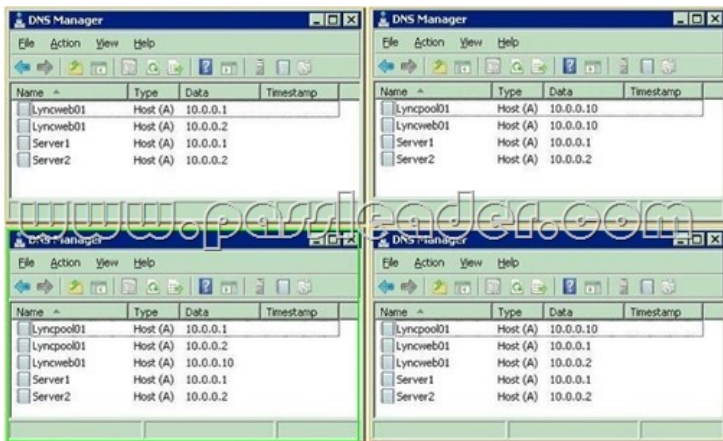 DNS Manager
File Action View Help
Name Type Data Timestamp
Lyncweb01 Host (A) 10.0.0.1
Lyncweb01 Host (A) 10.0.0.2
Server1 Host (A) 10.0.0.1
Server2 Host (A) 10.0.0.2
DNS Manager
File Action View Help
Name Type Data Timestamp
Lyncpool01 Host (A) 10.0.0.10
Lyncweb01 Host (A) 10.0.0.10
Server1 Host (A) 10.0.0.1
Server2 Host (A) 10.0.0.2
www.passleader.com
DNS Manager
File Action View Help
Name Type Data Timestamp
Lyncpool01 Host (A) 10.0.0.1
Lyncpool01 Host (A) 10.0.0.2
Lyncweb01 Host (A) 10.0.0.10
Server1 Host (A) 10.0.0.1
Server2 Host (A) 10.0.0.2
DNS Manager
File Action View Help
Name Type Data Timestamp
Lyncpool01 Host (A) 10.0.0.10
Lyncweb01 Host (A) 10.0.0.1
Lyncweb01 Host (A) 10.0.0.2
Server1 Host (A) 10.0.0.1
Server2 Host (A) 10.0.0.2